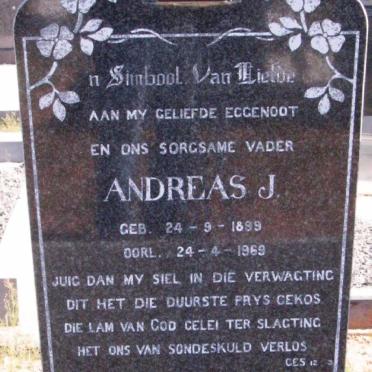 'n Simbool Van Liefde
AAN MY GELIEFDE EGGENOOT
EN ONS SORGSAME VADER
ANDREAS J.
GEB. 24-9-1899
OORL. 24-4-1969
JUIG DAN MY SIEL IN DIE VERWAGTING
DIT HET DIE DUURSTE PRYS GEKOS
DIE LAM VAN GOD GELEI TER SLAGTING
HET ONS VAN SONDESKULD VERLOS
GES 12